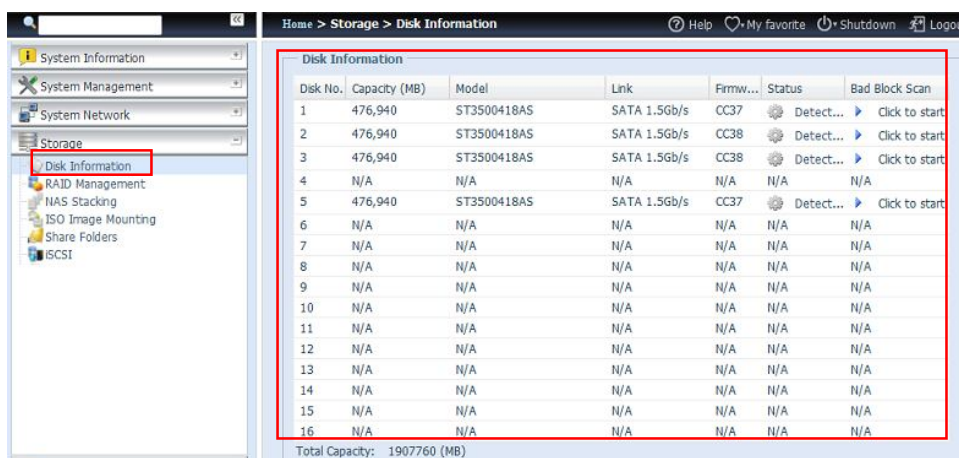 Home > Storage > Disk Information
Help My favorite Shutdown Logou
System Information
System Management
System Network
Storage
Disk Information
RAID Management
NAS Stacking
ISO Image Mounting
Share Folders
iSCSI
Disk Information
Disk No. Capacity (MB) Model Link Firmw... Status Bad Block Scan
1 476,940 ST3500418AS SATA 1.5Gb/s CC37 Detect... Click to start
2 476,940 ST3500418AS SATA 1.5Gb/s CC38 Detect... Click to start
3 476,940 ST3500418AS SATA 1.5Gb/s CC38 Detect... Click to start
4 N/A N/A N/A N/A N/A N/A
5 476,940 ST3500418AS SATA 1.5Gb/s CC37 Detect... Click to start
6 N/A N/A N/A N/A N/A N/A
7 N/A N/A N/A N/A N/A N/A
8 N/A N/A N/A N/A N/A N/A
9 N/A N/A N/A N/A N/A N/A
10 N/A N/A N/A N/A N/A N/A
11 N/A N/A N/A N/A N/A N/A
12 N/A N/A N/A N/A N/A N/A
13 N/A N/A N/A N/A N/A N/A
14 N/A N/A N/A N/A N/A N/A
15 N/A N/A N/A N/A N/A N/A
16 N/A N/A N/A N/A N/A N/A
Total Capacity: 1907760 (MB)